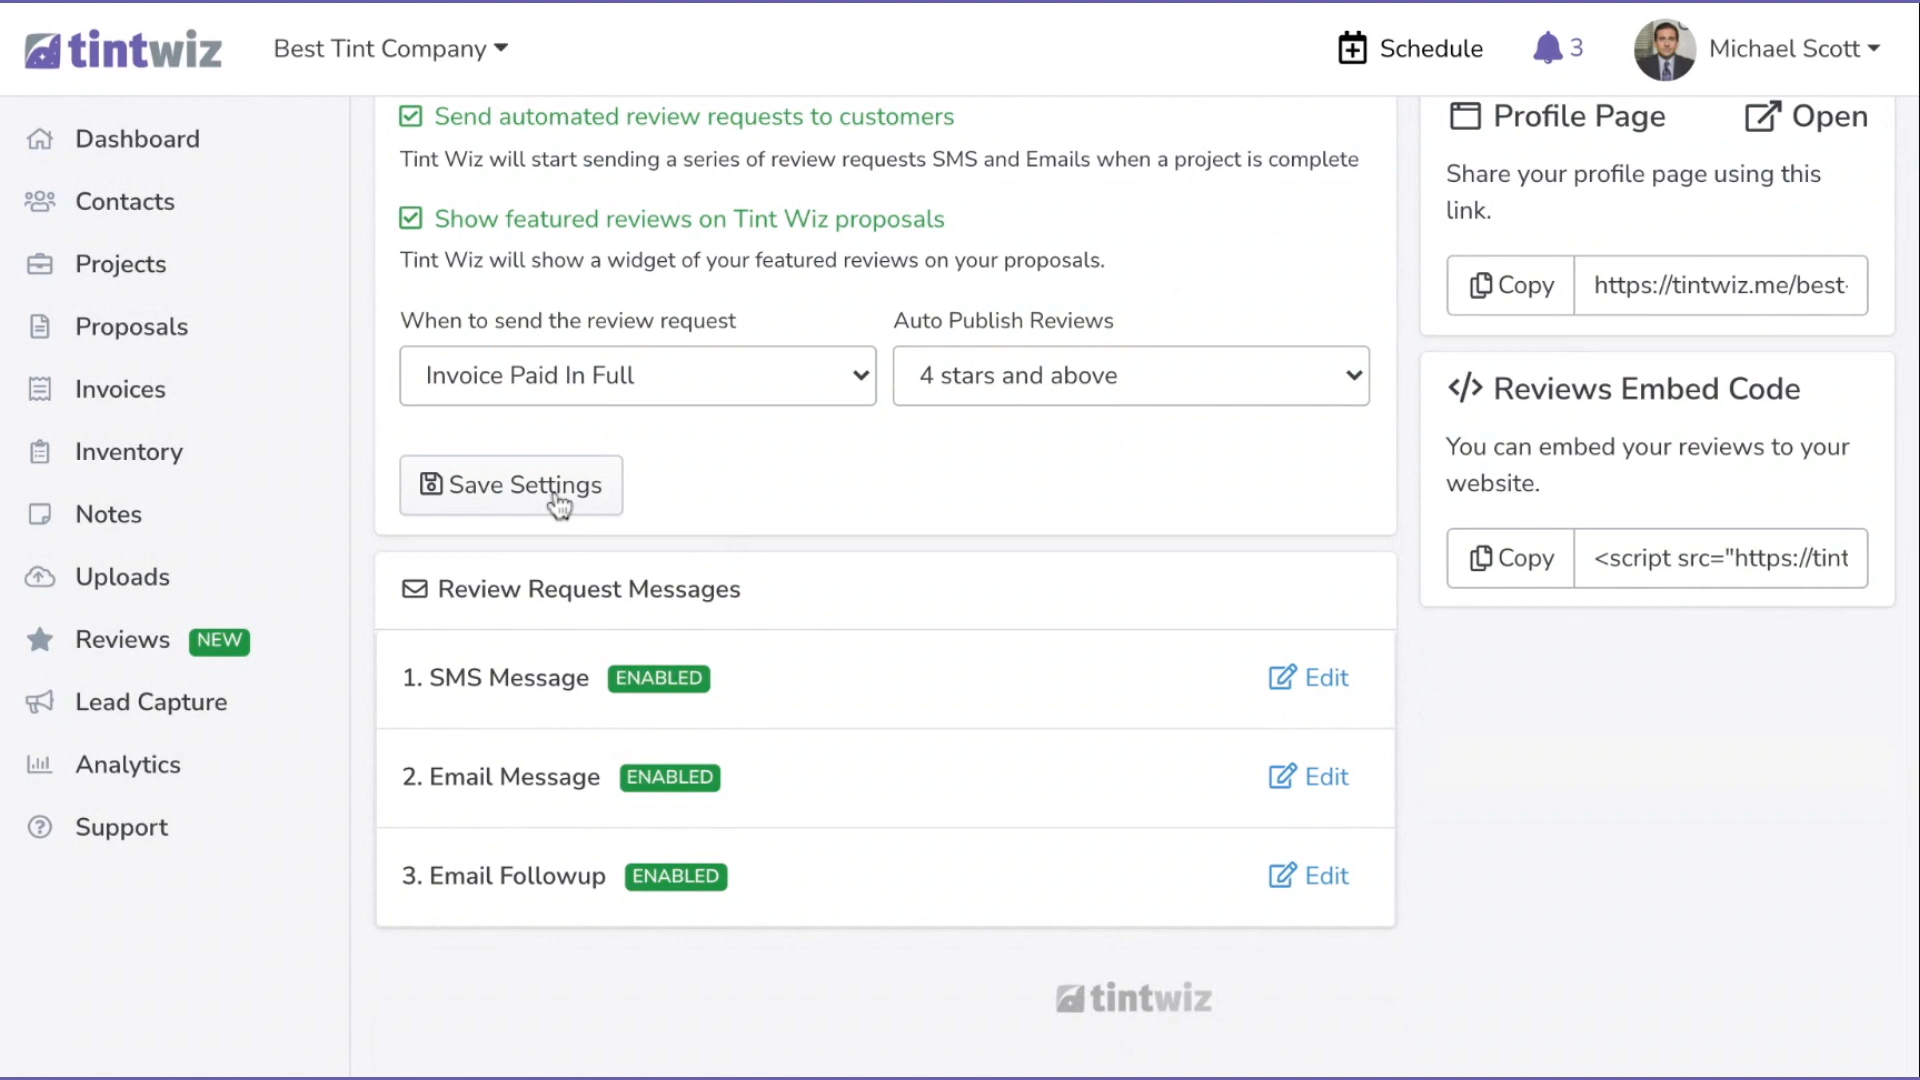 tintwiz
Best Tint Company
Schedule
3
Michael Scott
Dashboard
Contacts
Projects
Proposals
Invoices
Inventory
Notes
Uploads
Reviews NEW
Lead Capture
Analytics
Support
Send automated review requests to customers
Tint Wiz will start sending a series of review requests SMS and Emails when a project is complete
Show featured reviews on Tint Wiz proposals
Tint Wiz will show a widget of your featured reviews on your proposals.
When to send the review request
Invoice Paid In Full
Auto Publish Reviews
4 stars and above
Save Settings
Review Request Messages
1. SMS Message ENABLED Edit
2. Email Message ENABLED Edit
3. Email Followup ENABLED Edit
Profile Page Open
Share your profile page using this
link.
Copy https://tintwiz.me/best-
</> Reviews Embed Code
You can embed your reviews to your
website.
Copy <script src="https://tint
tintwiz